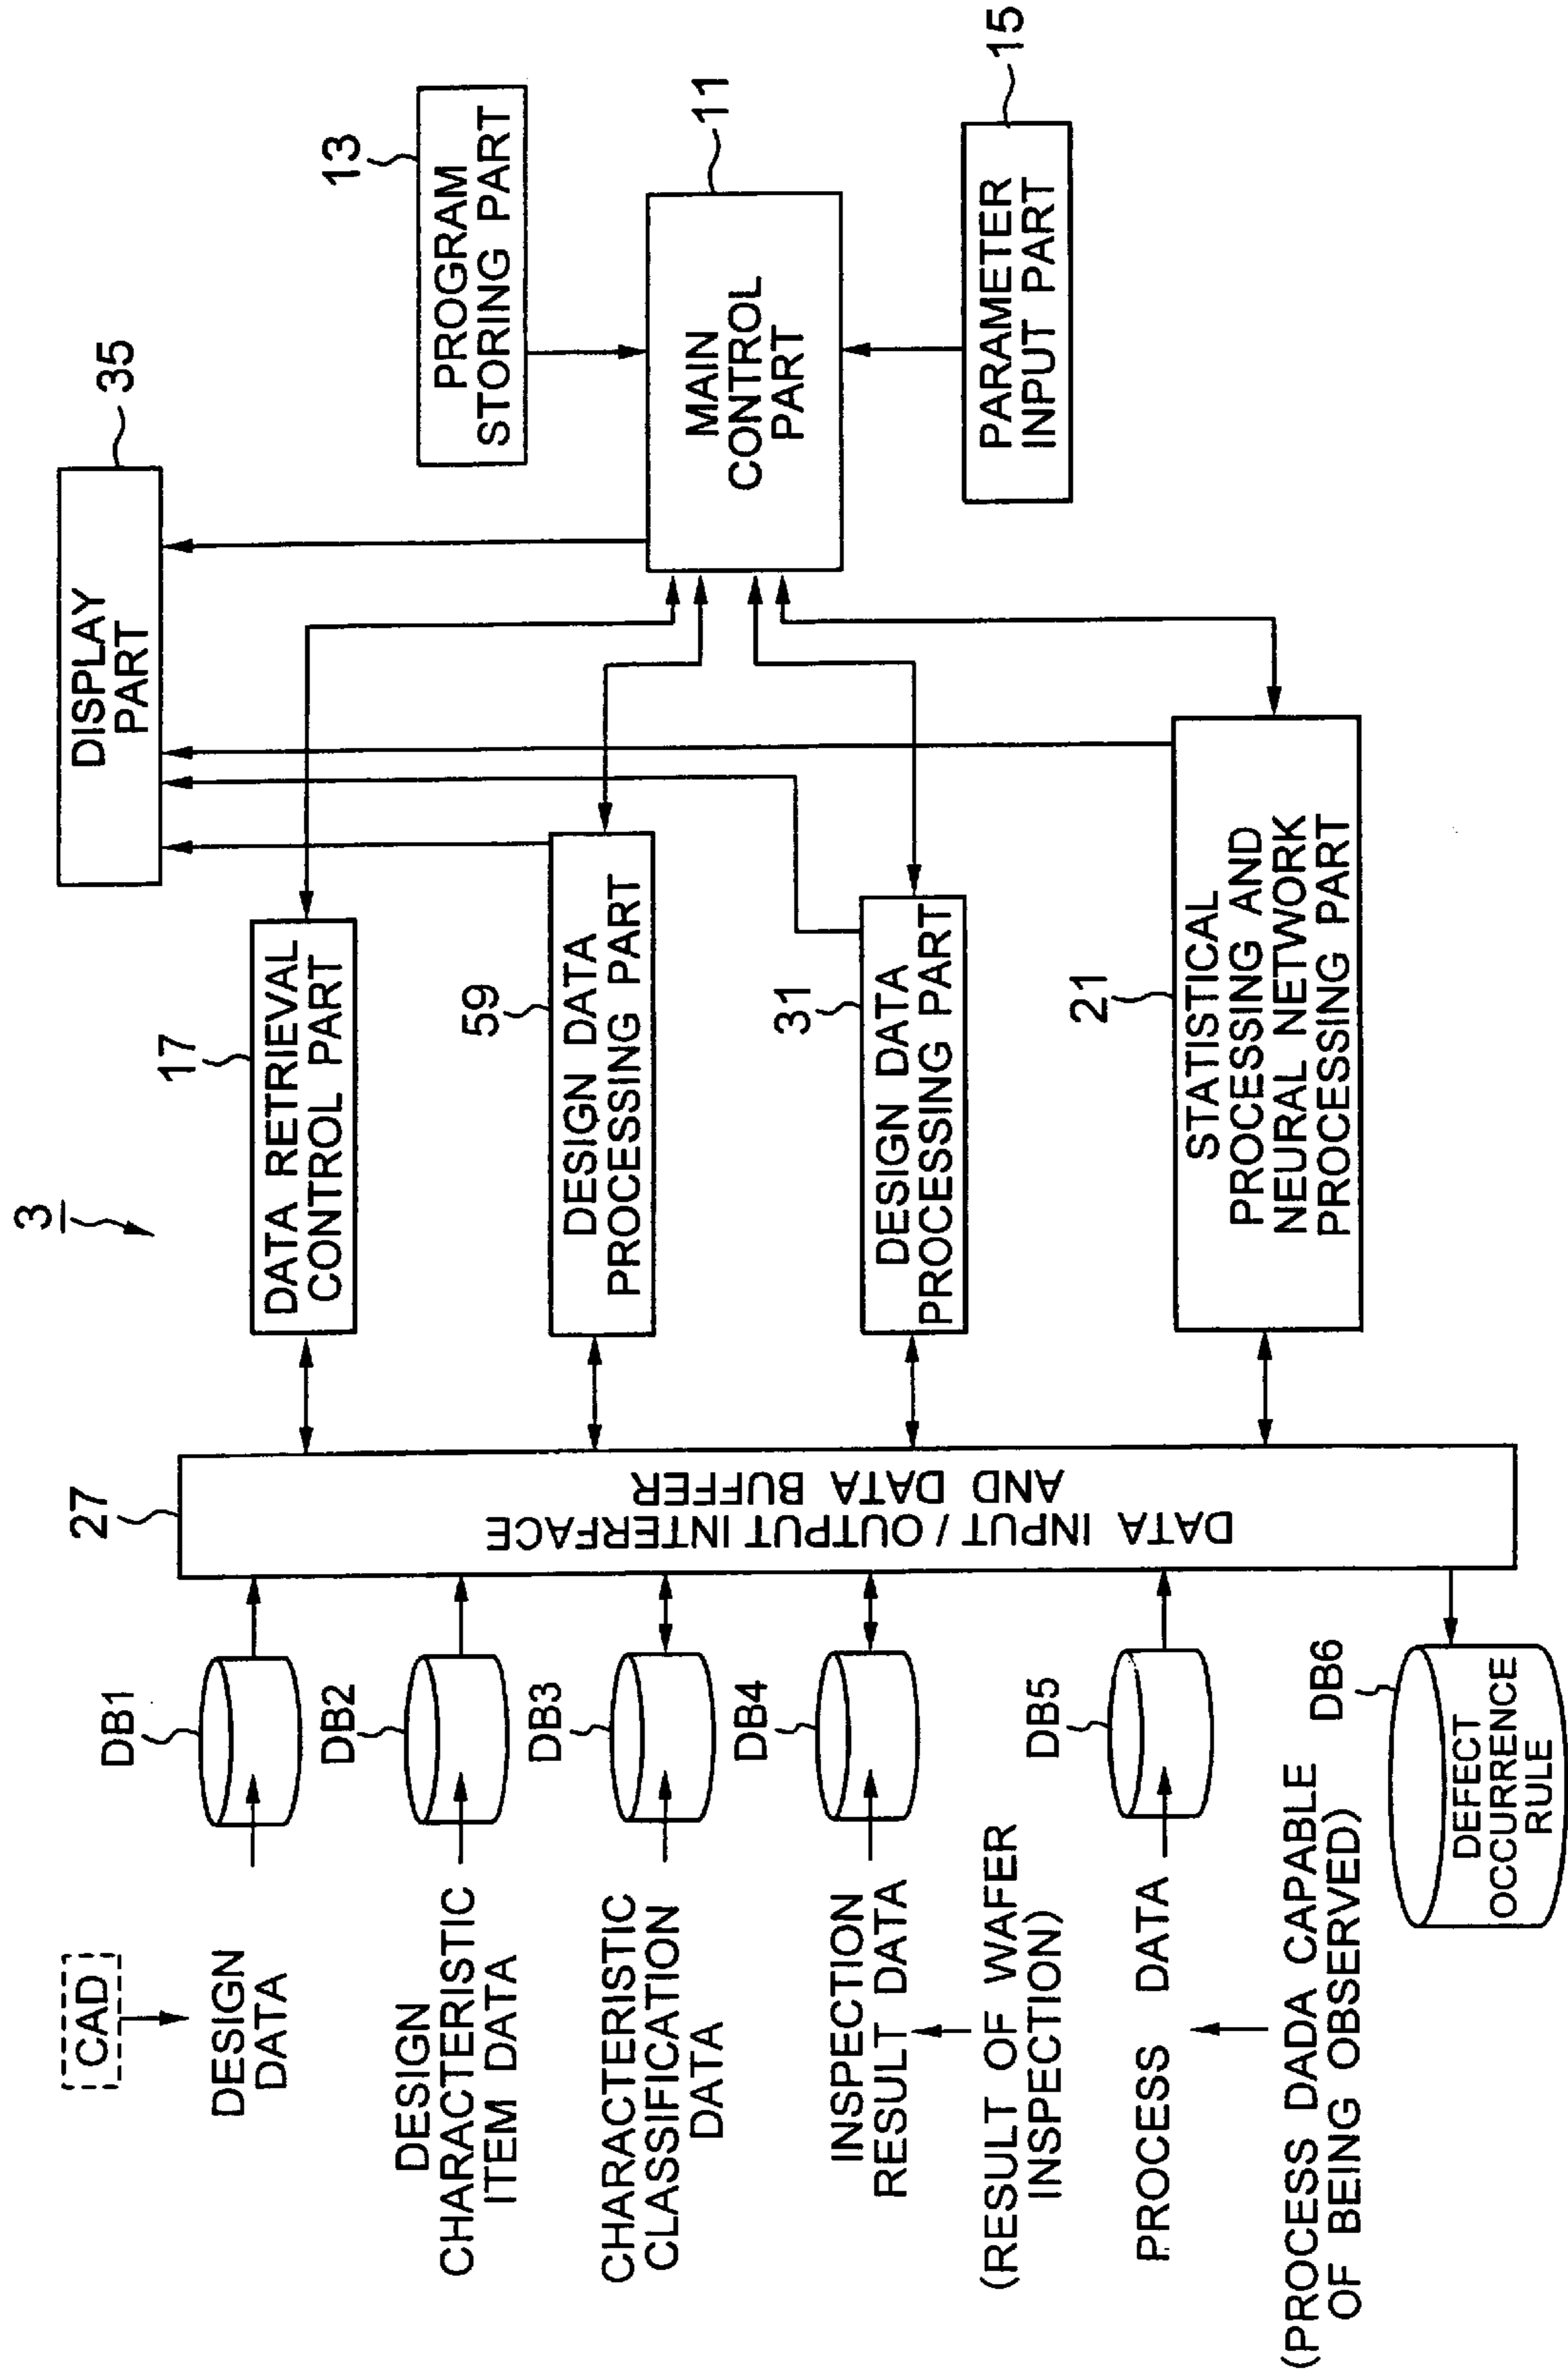 3
CAD
DESIGN
DATA
DB1
DESIGN
CHARACTERISTIC
ITEM DATA
DB2
CHARACTERISTIC
CLASSIFICATION
DATA
DB3
INSPECTION
RESULT DATA
(RESULT OF WAFER
INSPECTION)
DB4
PROCESS DATA
(PROCESS DADA CAPABLE
OF BEING OBSERVED)
DB5
DB6
DEFECT
OCCURRENCE
RULE
27
DATA INPUT / OUTPUT INTERFACE
AND DATA BUFFER
17
DATA RETRIEVAL
CONTROL PART
59
DESIGN DATA
PROCESSING PART
31
DESIGN DATA
PROCESSING PART
21
STATISTICAL
PROCESSING AND
NEURAL NETWORK
PROCESSING PART
DISPLAY
PART
35
PROGRAM
STORING PART
13
MAIN
CONTROL
PART
11
PARAMETER
INPUT PART
15